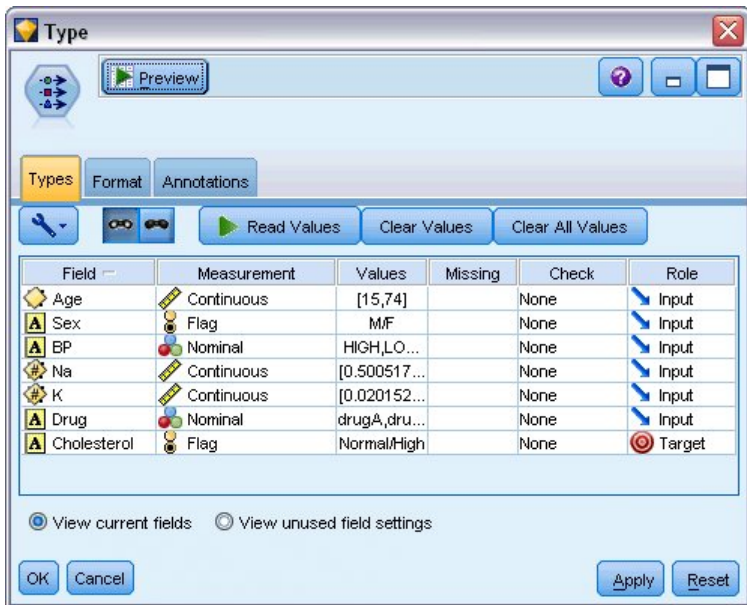 Type
Preview
Types Format Annotations
Read Values Clear Values Clear All Values
Field Measurement Values Missing Check Role
Age Continuous [15,74] None Input
A Sex Flag M/F None Input
A BP Nominal HIGH,LO... None Input
# Na Continuous [0.500517... None Input
# K Continuous [0.020152... None Input
A Drug Nominal drugA,dru... None Input
A Cholesterol Flag Normal/High None Target
View current fields View unused field settings
OK Cancel Apply Reset